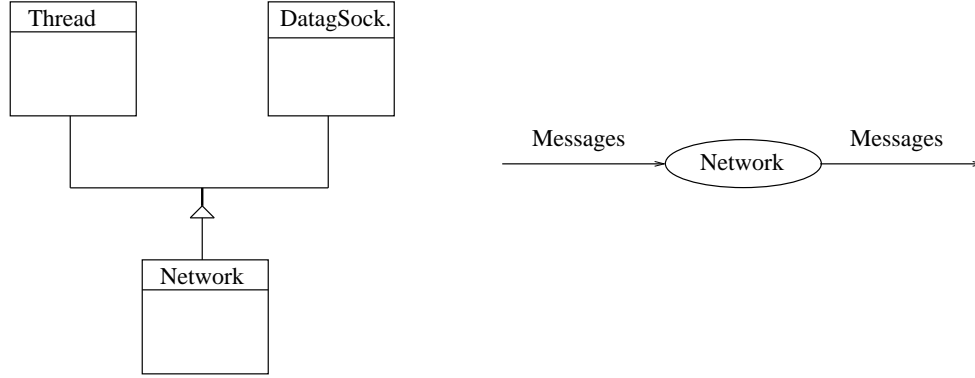 Thread
DatagSock.
Messages
Messages
Network
Network